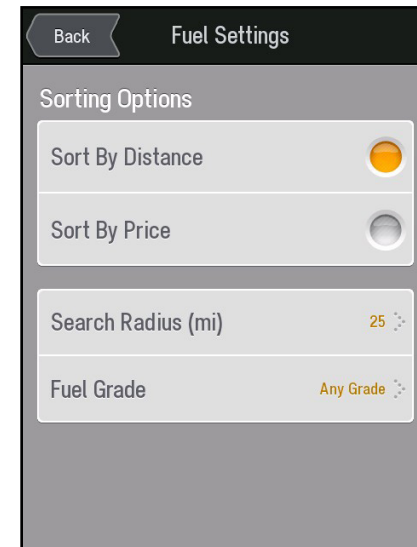 Back Fuel Settings
Sorting Options
Sort By Distance
Sort By Price
Search Radius (mi) 25
Fuel Grade Any Grade